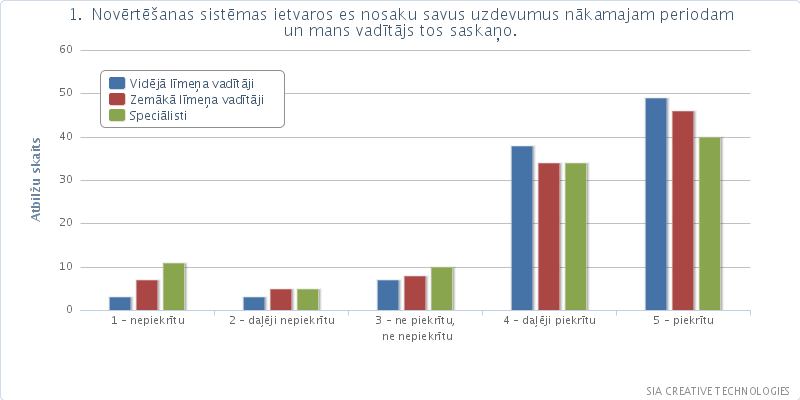 1. Novērtēšanas sistēmas ietvaros es nosaku savus uzdevumus nākamajam periodam
un mans vadītājs tos saskaņo.
60
Vidējā līmeņa vadītāji
Zemākā līmeņa vadītāji
Speciālisti
50
40
30
20
10
0
Atbilžu skaits
1 – nepiekrītu
2 – daļēji nepiekrītu
3 – ne piekrītu,
ne nepiekrītu
4 – daļēji piekrītu
5 – piekrītu
SIA CREATIVE TECHNOLOGIES